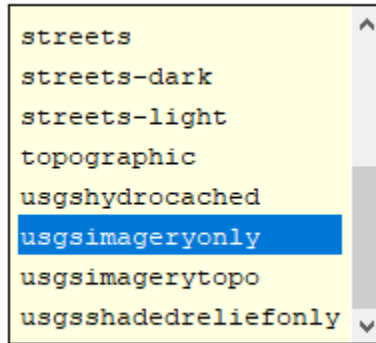 streets
streets-dark
streets-light
topographic
usgshydrocached
usgsimageryonly
usgsimagerytopo
usgsshadedreliefonly